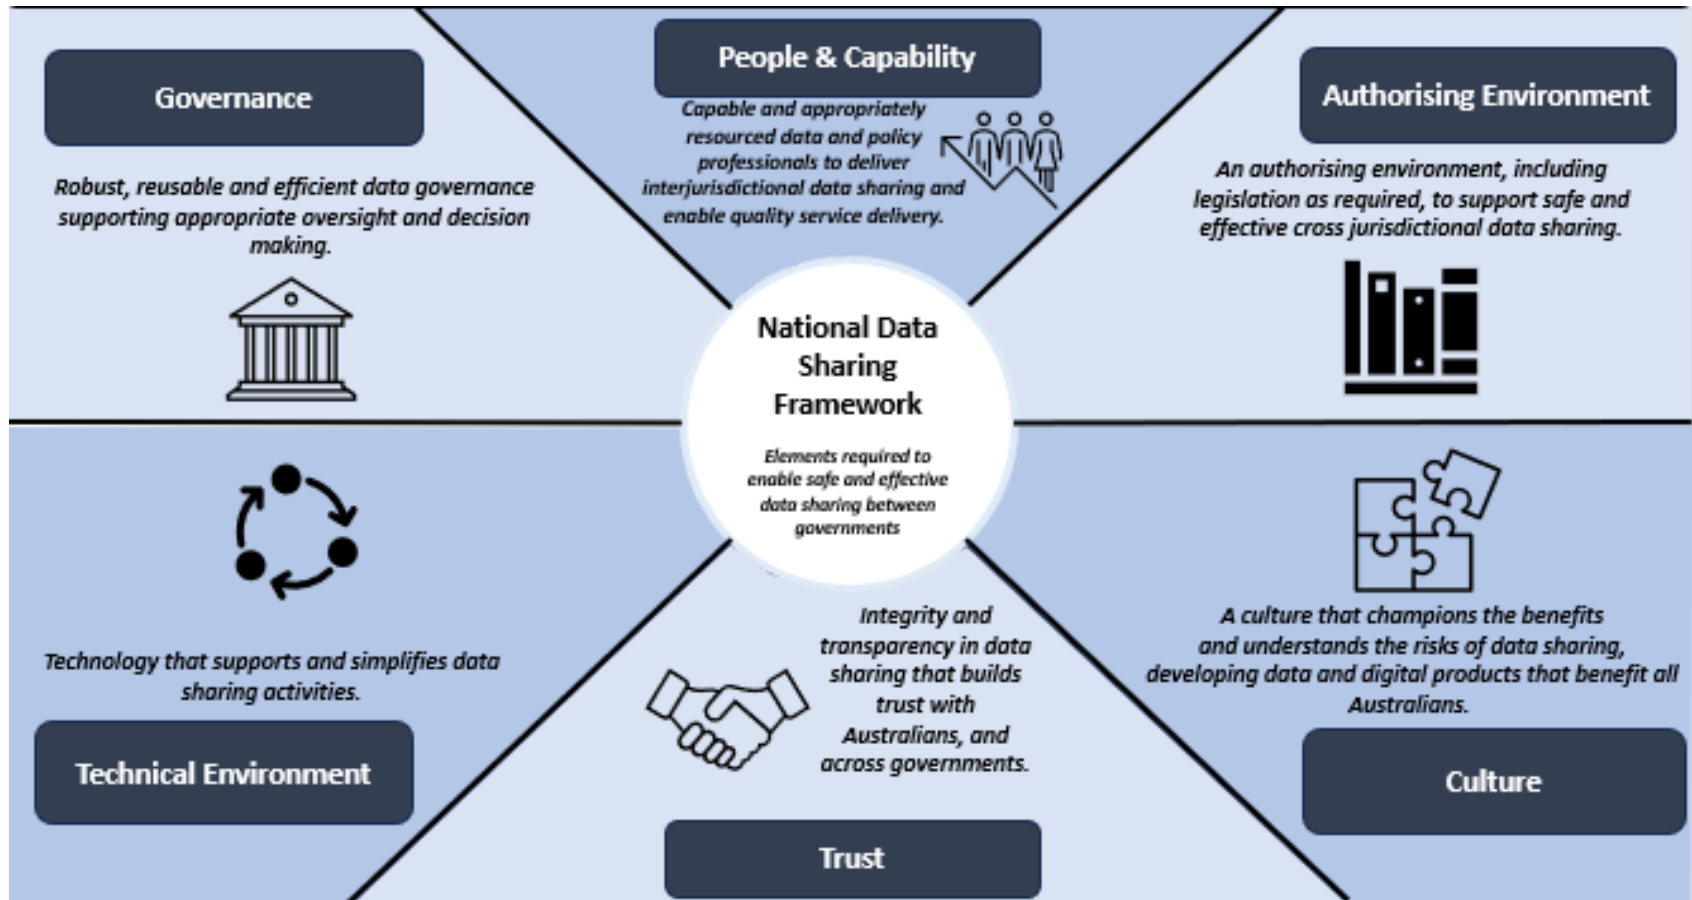 Governance
Robust, reusable and efficient data governance
supporting appropriate oversight and decision
making.
People & Capability
Capable and appropriately
resourced data and policy
professionals to deliver
interjurisdictional data sharing and
enable quality service delivery.
Authorising Environment
An authorising environment, including
legislation as required, to support safe and
effective cross jurisdictional data sharing.
National Data
Sharing
Framework
Elements required to
enable safe and effective
data sharing between
governments
Technology that supports and simplifies data
sharing activities.
Technical Environment
Integrity and
transparency in data
sharing that builds
trust with
Australians, and
across governments.
Trust
A culture that champions the benefits
and understands the risks of data sharing,
developing data and digital products that benefit all
Australians.
Culture